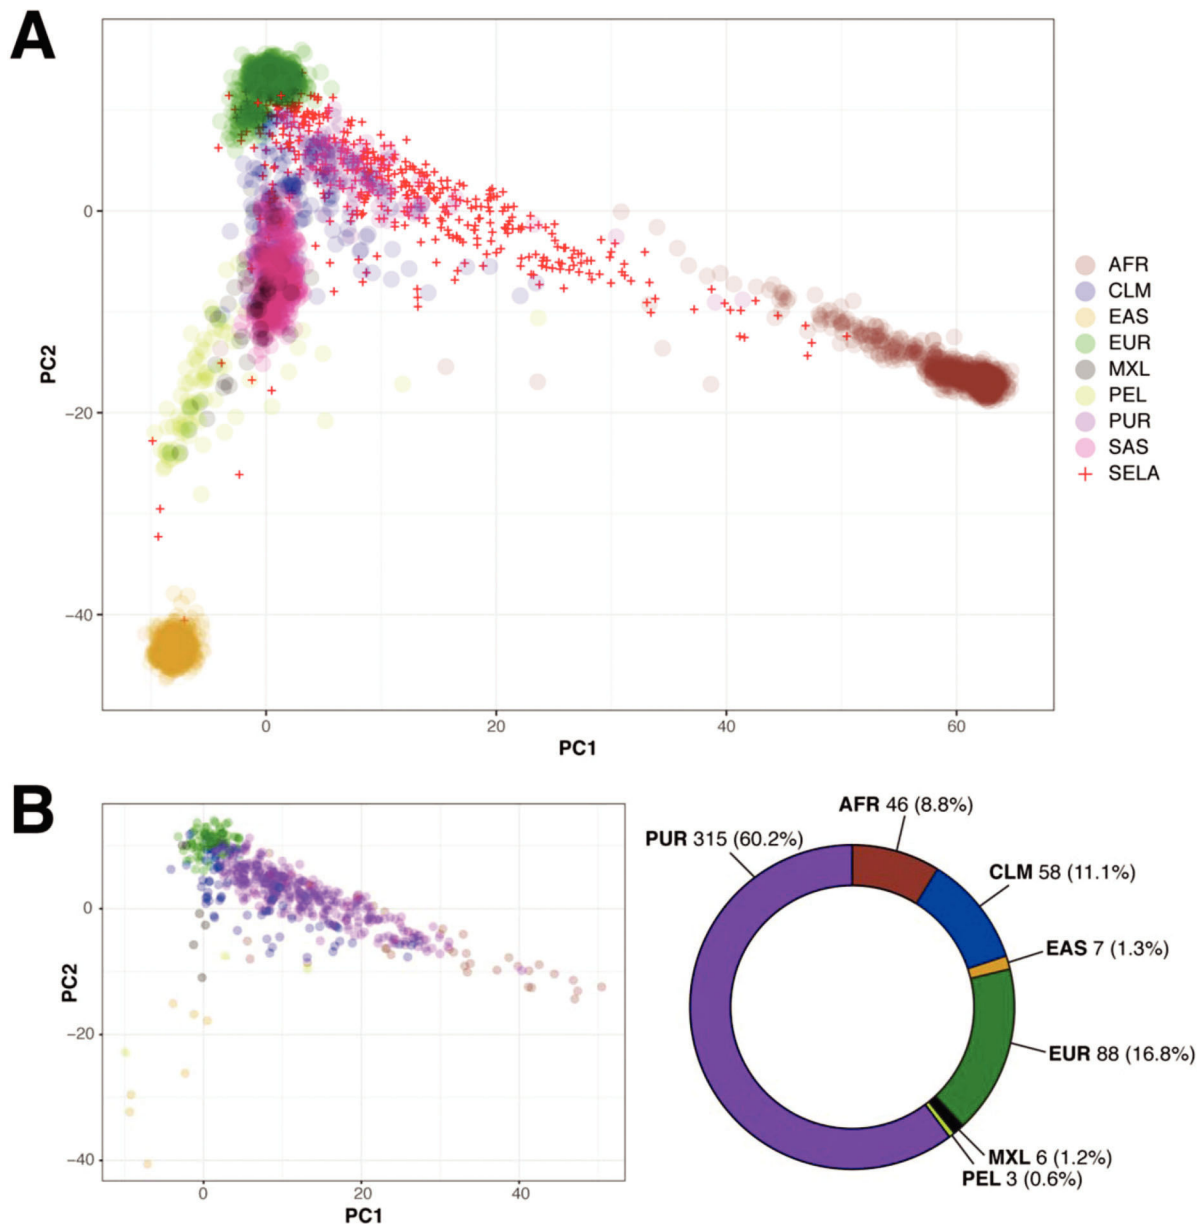 A
0
−20
−40
PC2
0
20
40
60
PC1
AFR
CLM
EAS
EUR
MXL
PEL
PUR
SAS
SELA
B
0
−20
−40
PC2
0
20
40
PC1
AFR 46 (8.8%)
PUR 315 (60.2%)
CLM 58 (11.1%)
EAS 7 (1.3%)
EUR 88 (16.8%)
MXL 6 (1.2%)
PEL 3 (0.6%)